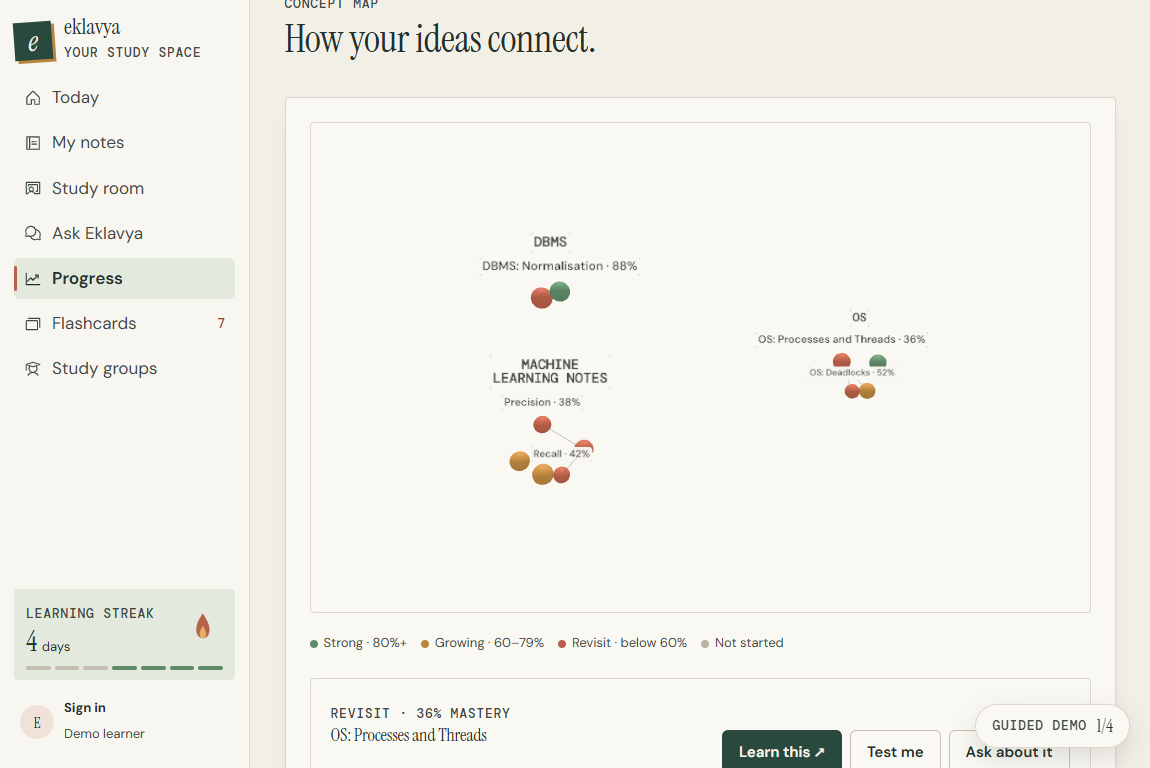 e
eklavya
YOUR STUDY SPACE
Today
My notes
Study room
Ask Eklavya
Progress
Flashcards 7
Study groups
LEARNING STREAK
4 days
E
Sign in
Demo learner
CONCEPT MAP
How your ideas connect.
DBMS
DBMS: Normalisation · 88%
OS
OS: Processes and Threads · 36%
OS: Deadlocks · 52%
MACHINE
LEARNING NOTES
Precision · 38%
Recall · 42%
Strong · 80%+ Growing · 60–79% Revisit · below 60% Not started
REVISIT · 36% MASTERY
OS: Processes and Threads
Learn this ↗ Test me Ask about it
GUIDED DEMO 1/4